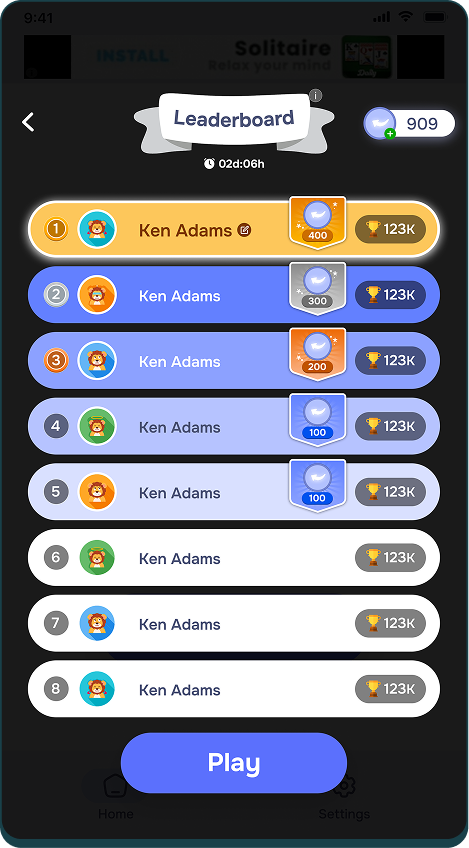 9:41
INSTALL
Solitaire
Relax your mind
Daily
Leaderboard
i
909
02d:06h
1 Ken Adams 400 123K
2 Ken Adams 300 123K
3 Ken Adams 200 123K
4 Ken Adams 100 123K
5 Ken Adams 100 123K
6 Ken Adams 123K
7 Ken Adams 123K
8 Ken Adams 123K
Play
Home Settings